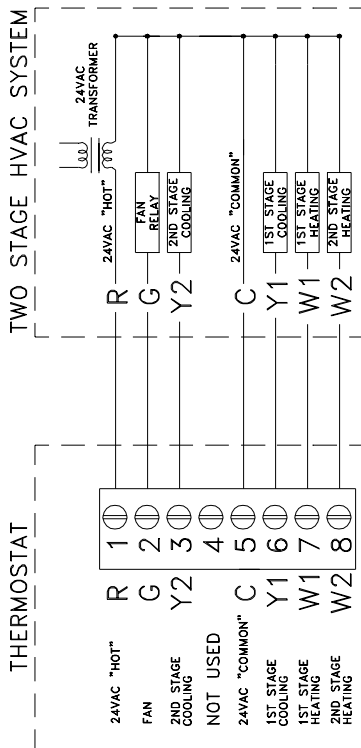 TWO STAGE HVAC SYSTEM
24VAC
TRANSFORMER
24VAC "HOT"
FAN
RELAY
2ND STAGE
COOLING
24VAC "COMMON"
1ST STAGE
COOLING
1ST STAGE
HEATING
2ND STAGE
HEATING
R
G
Y2
C
Y1
W1
W2
THERMOSTAT
1
2
3
4
5
6
7
8
R
G
Y2
C
Y1
W1
W2
24VAC "HOT"
FAN
2ND STAGE
COOLING
NOT USED
24VAC "COMMON"
1ST STAGE
COOLING
1ST STAGE
HEATING
2ND STAGE
HEATING